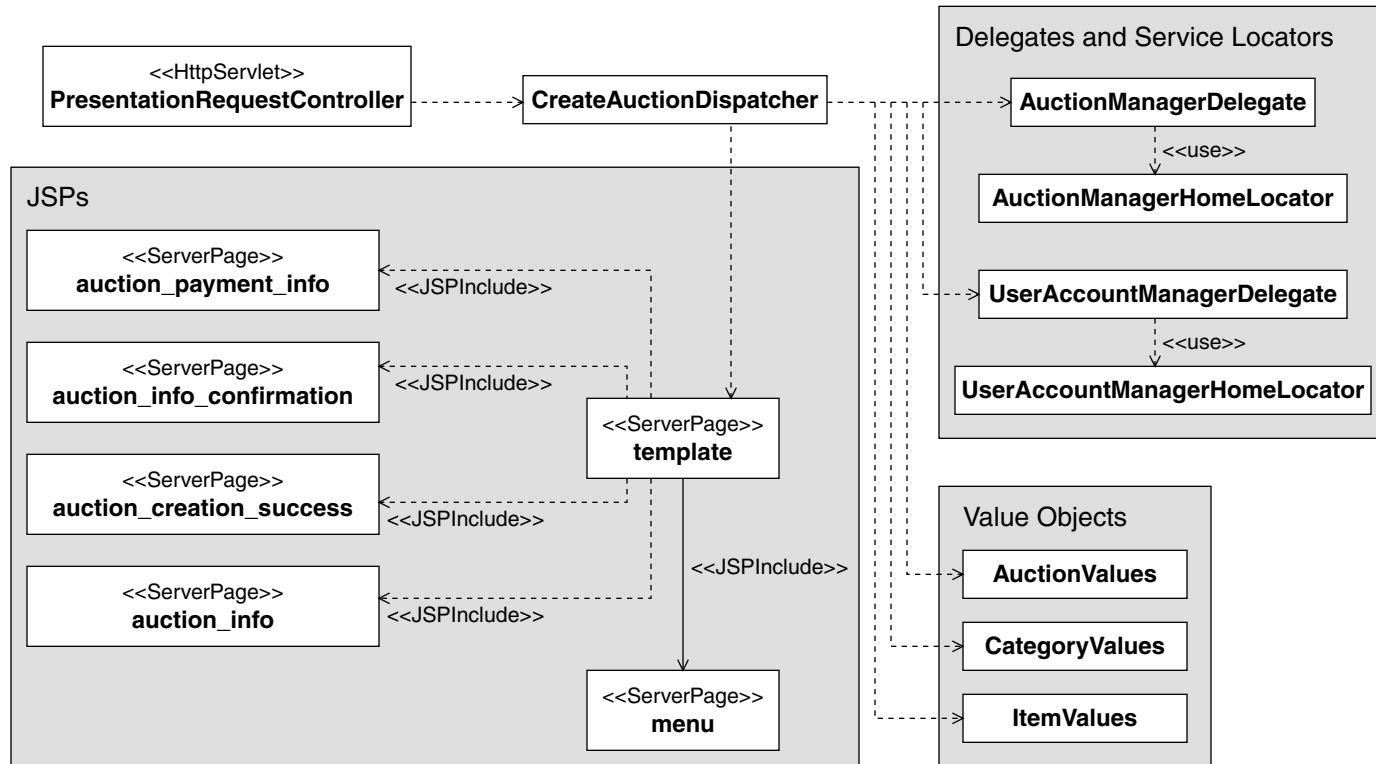 <<HttpServlet>>
PresentationRequestController
CreateAuctionDispatcher
Delegates and Service Locators
AuctionManagerDelegate
<<use>>
AuctionManagerHomeLocator
UserAccountManagerDelegate
<<use>>
UserAccountManagerHomeLocator
JSPs
<<ServerPage>>
auction_payment_info
<<JSPInclude>>
<<ServerPage>>
auction_info_confirmation
<<JSPInclude>>
<<ServerPage>>
template
<<ServerPage>>
auction_creation_success
<<JSPInclude>>
<<JSPInclude>>
<<ServerPage>>
auction_info
<<JSPInclude>>
<<ServerPage>>
menu
Value Objects
AuctionValues
CategoryValues
ItemValues